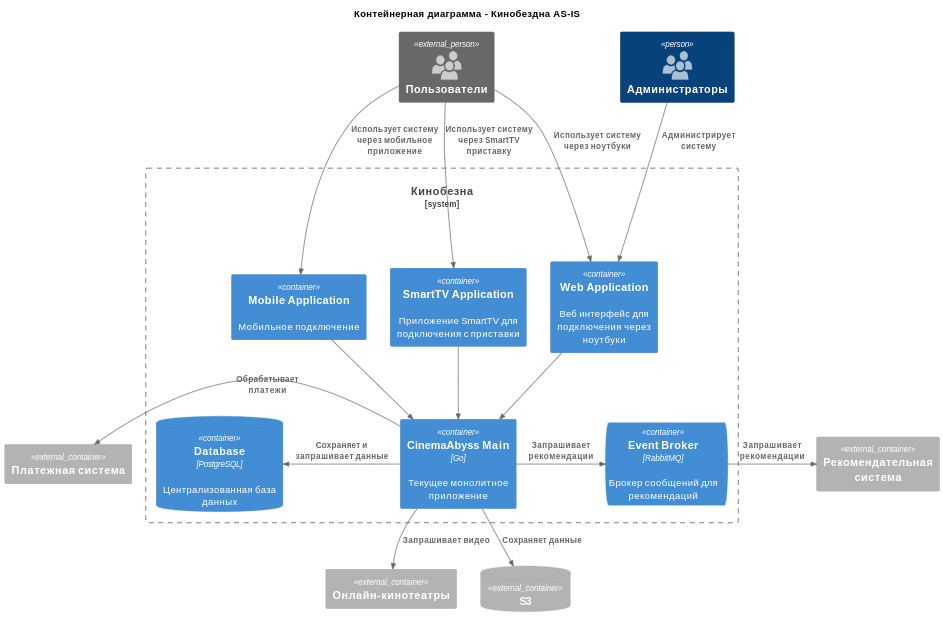 Контейнерная диаграмма - Кинобездна AS-IS
«external_person»
Пользователи
«person»
Администраторы
Использует систему
через мобильное
приложение
Использует систему
через SmartTV
приставку
Использует систему
через ноутбуки
Администрирует
систему
Кинобезна
[system]
«container»
Mobile Application
Мобильное подключение
«container»
SmartTV Application
Приложение SmartTV для
подключения с приставки
«container»
Web Application
Веб интерфейс для
подключения через
ноутбуки
Обрабатывает
платежи
«external_container»
Платежная система
«container»
Database
[PostgreSQL]
Централизованная база
данных
Сохраняет и
запрашивает данные
«container»
CinemaAbyss Main
[Go]
Текущее монолитное
приложение
Запрашивает
рекомендации
«container»
Event Broker
[RabbitMQ]
Брокер сообщений для
рекомендаций
Запрашивает
рекомендации
«external_container»
Рекомендательная
система
Запрашивает видео
Сохраняет данные
«external_container»
Онлайн-кинотеатры
«external_container»
S3